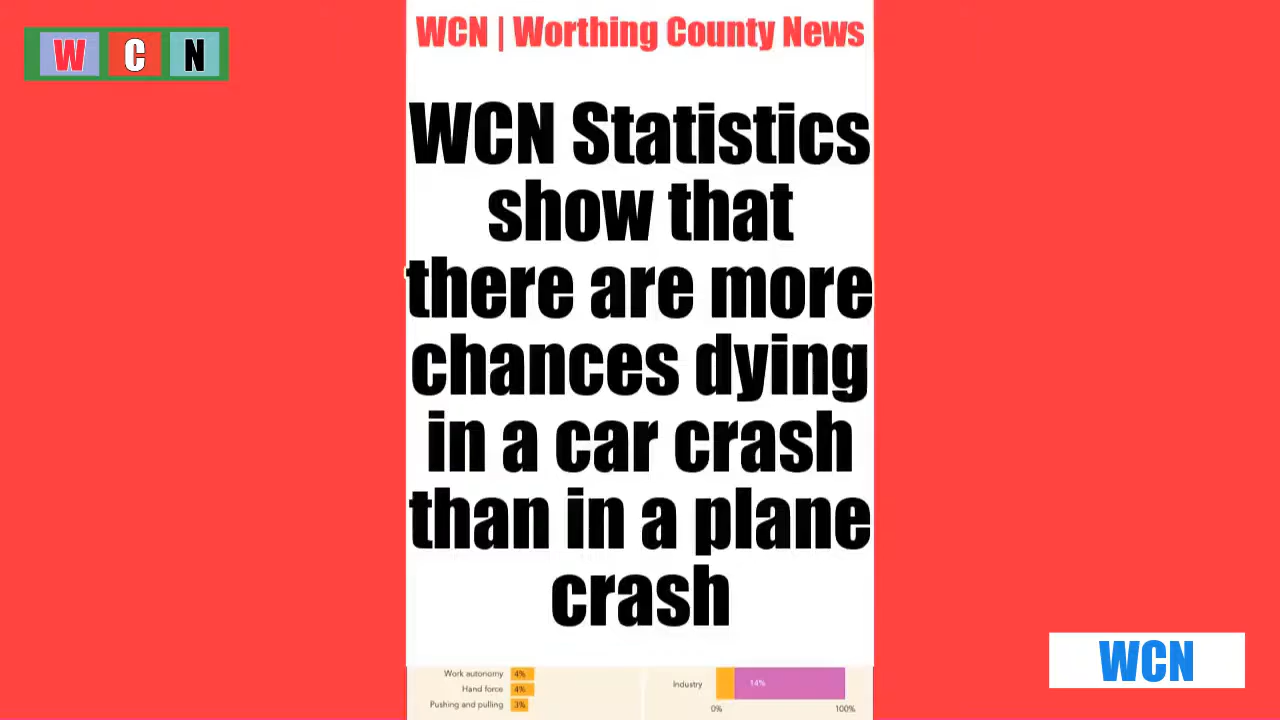 W C N
WCN | Worthing County News
WCN Statistics
show that
there are more
chances dying
in a car crash
than in a plane
crash
WCN
Work autonomy 4%
Hand force 4%
Pushing and pulling 3%
Industry 14%
0% 100%